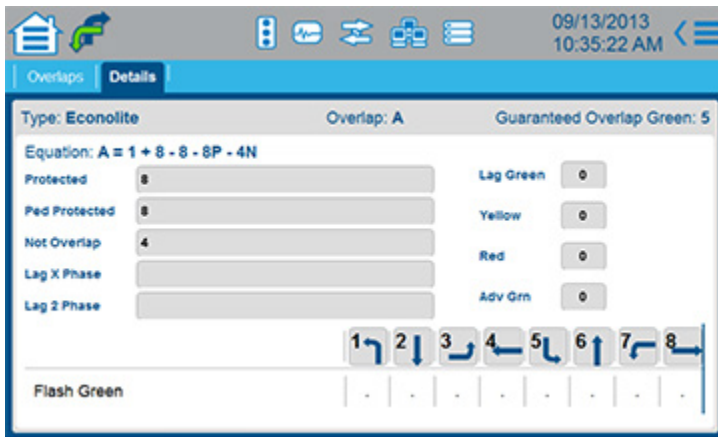 09/13/2013
10:35:22 AM
Overlaps Details
Type: Econolite Overlap: A Guaranteed Overlap Green: 5
Equation: A = 1 + 8 - 8 - 8P - 4N
Protected 8 Lag Green 0
Ped Protected 8 Yellow 0
Not Overlap 4 Red 0
Lag X Phase
Lag 2 Phase Adv Grn 0
1 2 3 4 5 6 7 8
Flash Green . . . . . . . .